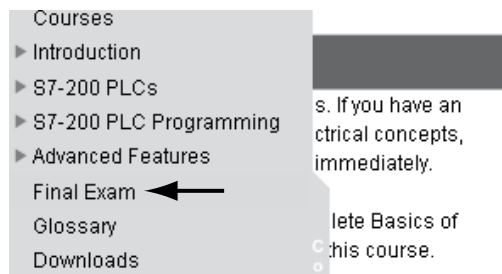 Courses
Introduction
S7-200 PLCs
S7-200 PLC Programming
Advanced Features
Final Exam
Glossary
Downloads
s. If you have an
ctrical concepts,
immediately.
lete Basics of
this course.
C
o